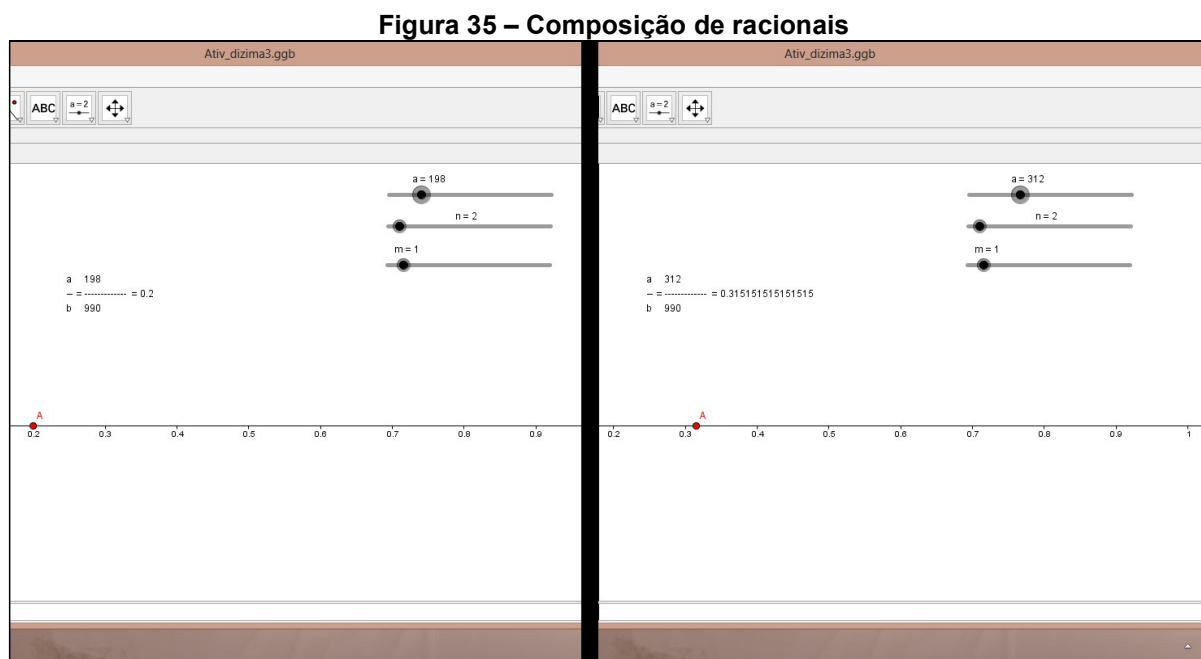 Figura 35 – Composição de racionais
Ativ_dizima3.ggb
ABC
a = 2
a = 198
n = 2
m = 1
a 198
-- = ------------- = 0.2
b 990
A
0.2 0.3 0.4 0.5 0.6 0.7 0.8 0.9
Ativ_dizima3.ggb
ABC
a = 2
a = 312
n = 2
m = 1
a 312
-- = ------------- = 0.315151515151515
b 990
A
0.2 0.3 0.4 0.5 0.6 0.7 0.8 0.9 1